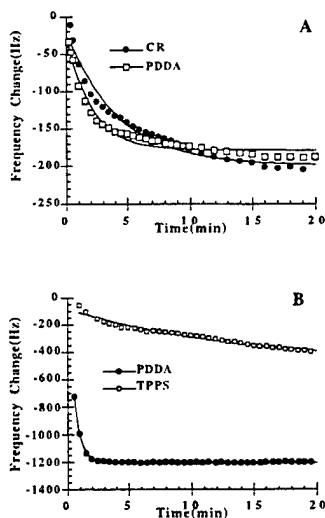 A
0
-50
-100
-150
-200
-250
Frequency Change(Hz)
CR
PDDA
0 5 10 15 20
Time(min)
B
0
-200
-400
-600
-800
-1000
-1200
-1400
Frequency Change(Hz)
PDDA
TPPS
0 5 10 15 20
Time(min)